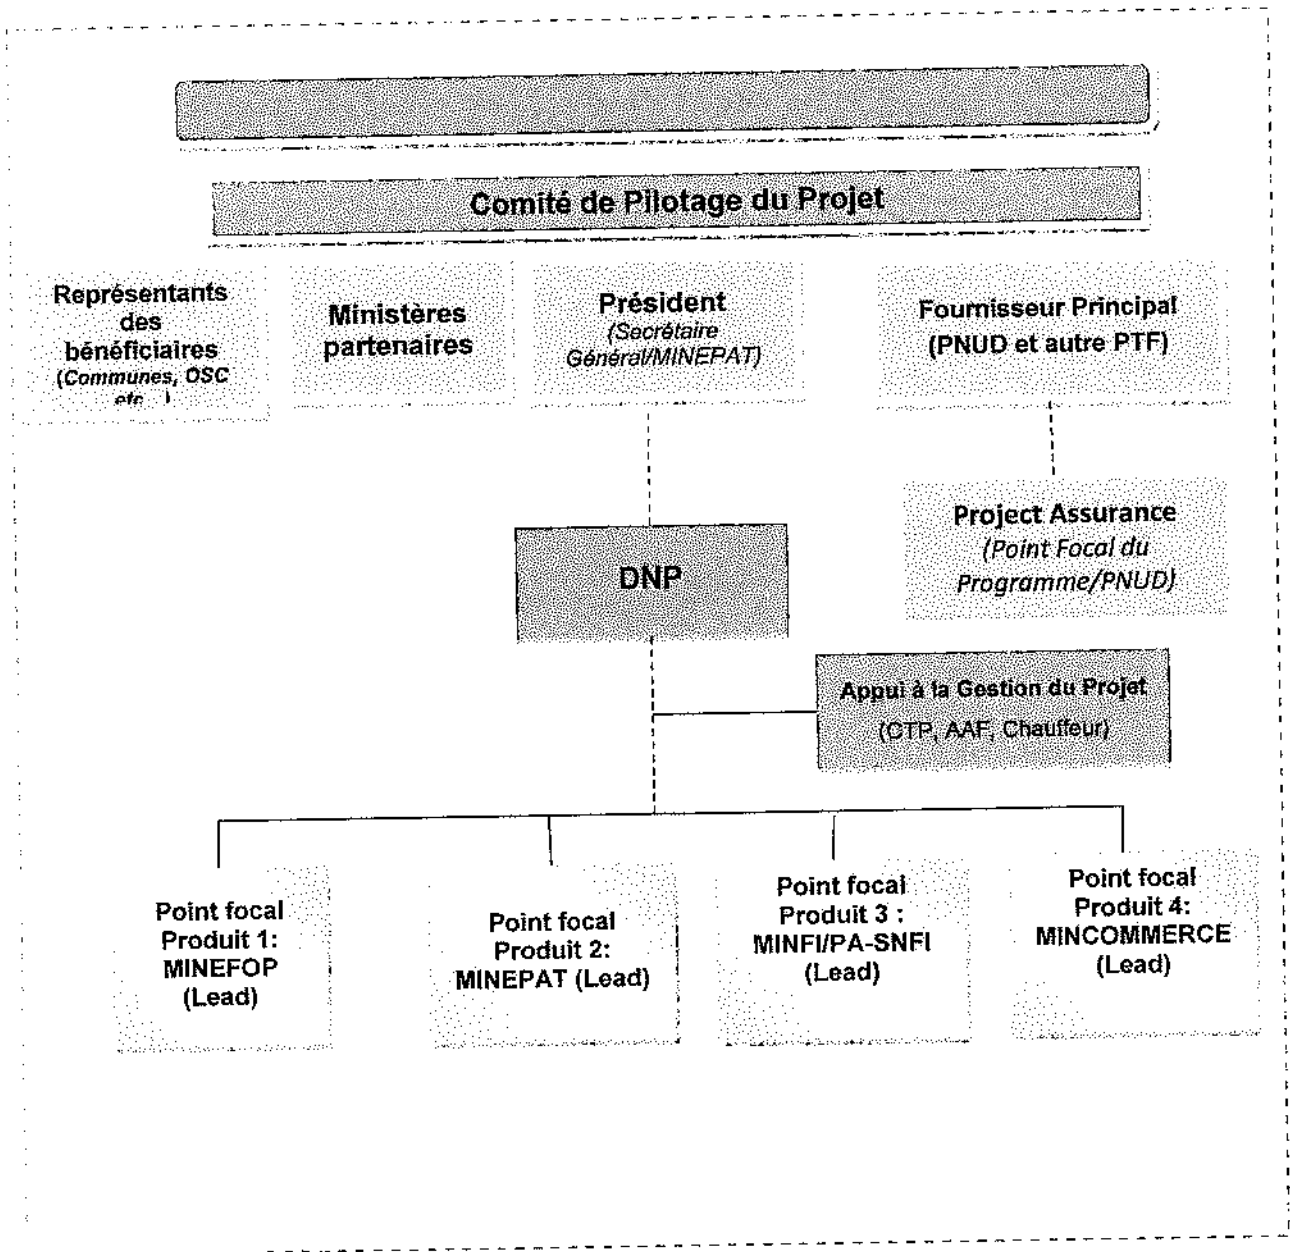 Comité de Pilotage du Projet
Représentants
des
bénéficiaires
(Communes, OSC
etc...)
Ministères
partenaires
Président
(Secrétaire
Général/MINEPAT)
Fournisseur Principal
(PNUD et autre PTF)
Project Assurance
(Point Focal du
Programme/PNUD)
DNP
Appui à la Gestion du Projet
(CTP, AAF, Chauffeur)
Point focal
Produit 1:
MINEFOP
(Lead)
Point focal
Produit 2:
MINEPAT (Lead)
Point focal
Produit 3 :
MINFI/PA-SNFI
(Lead)
Point focal
Produit 4:
MINCOMMERCE
(Lead)